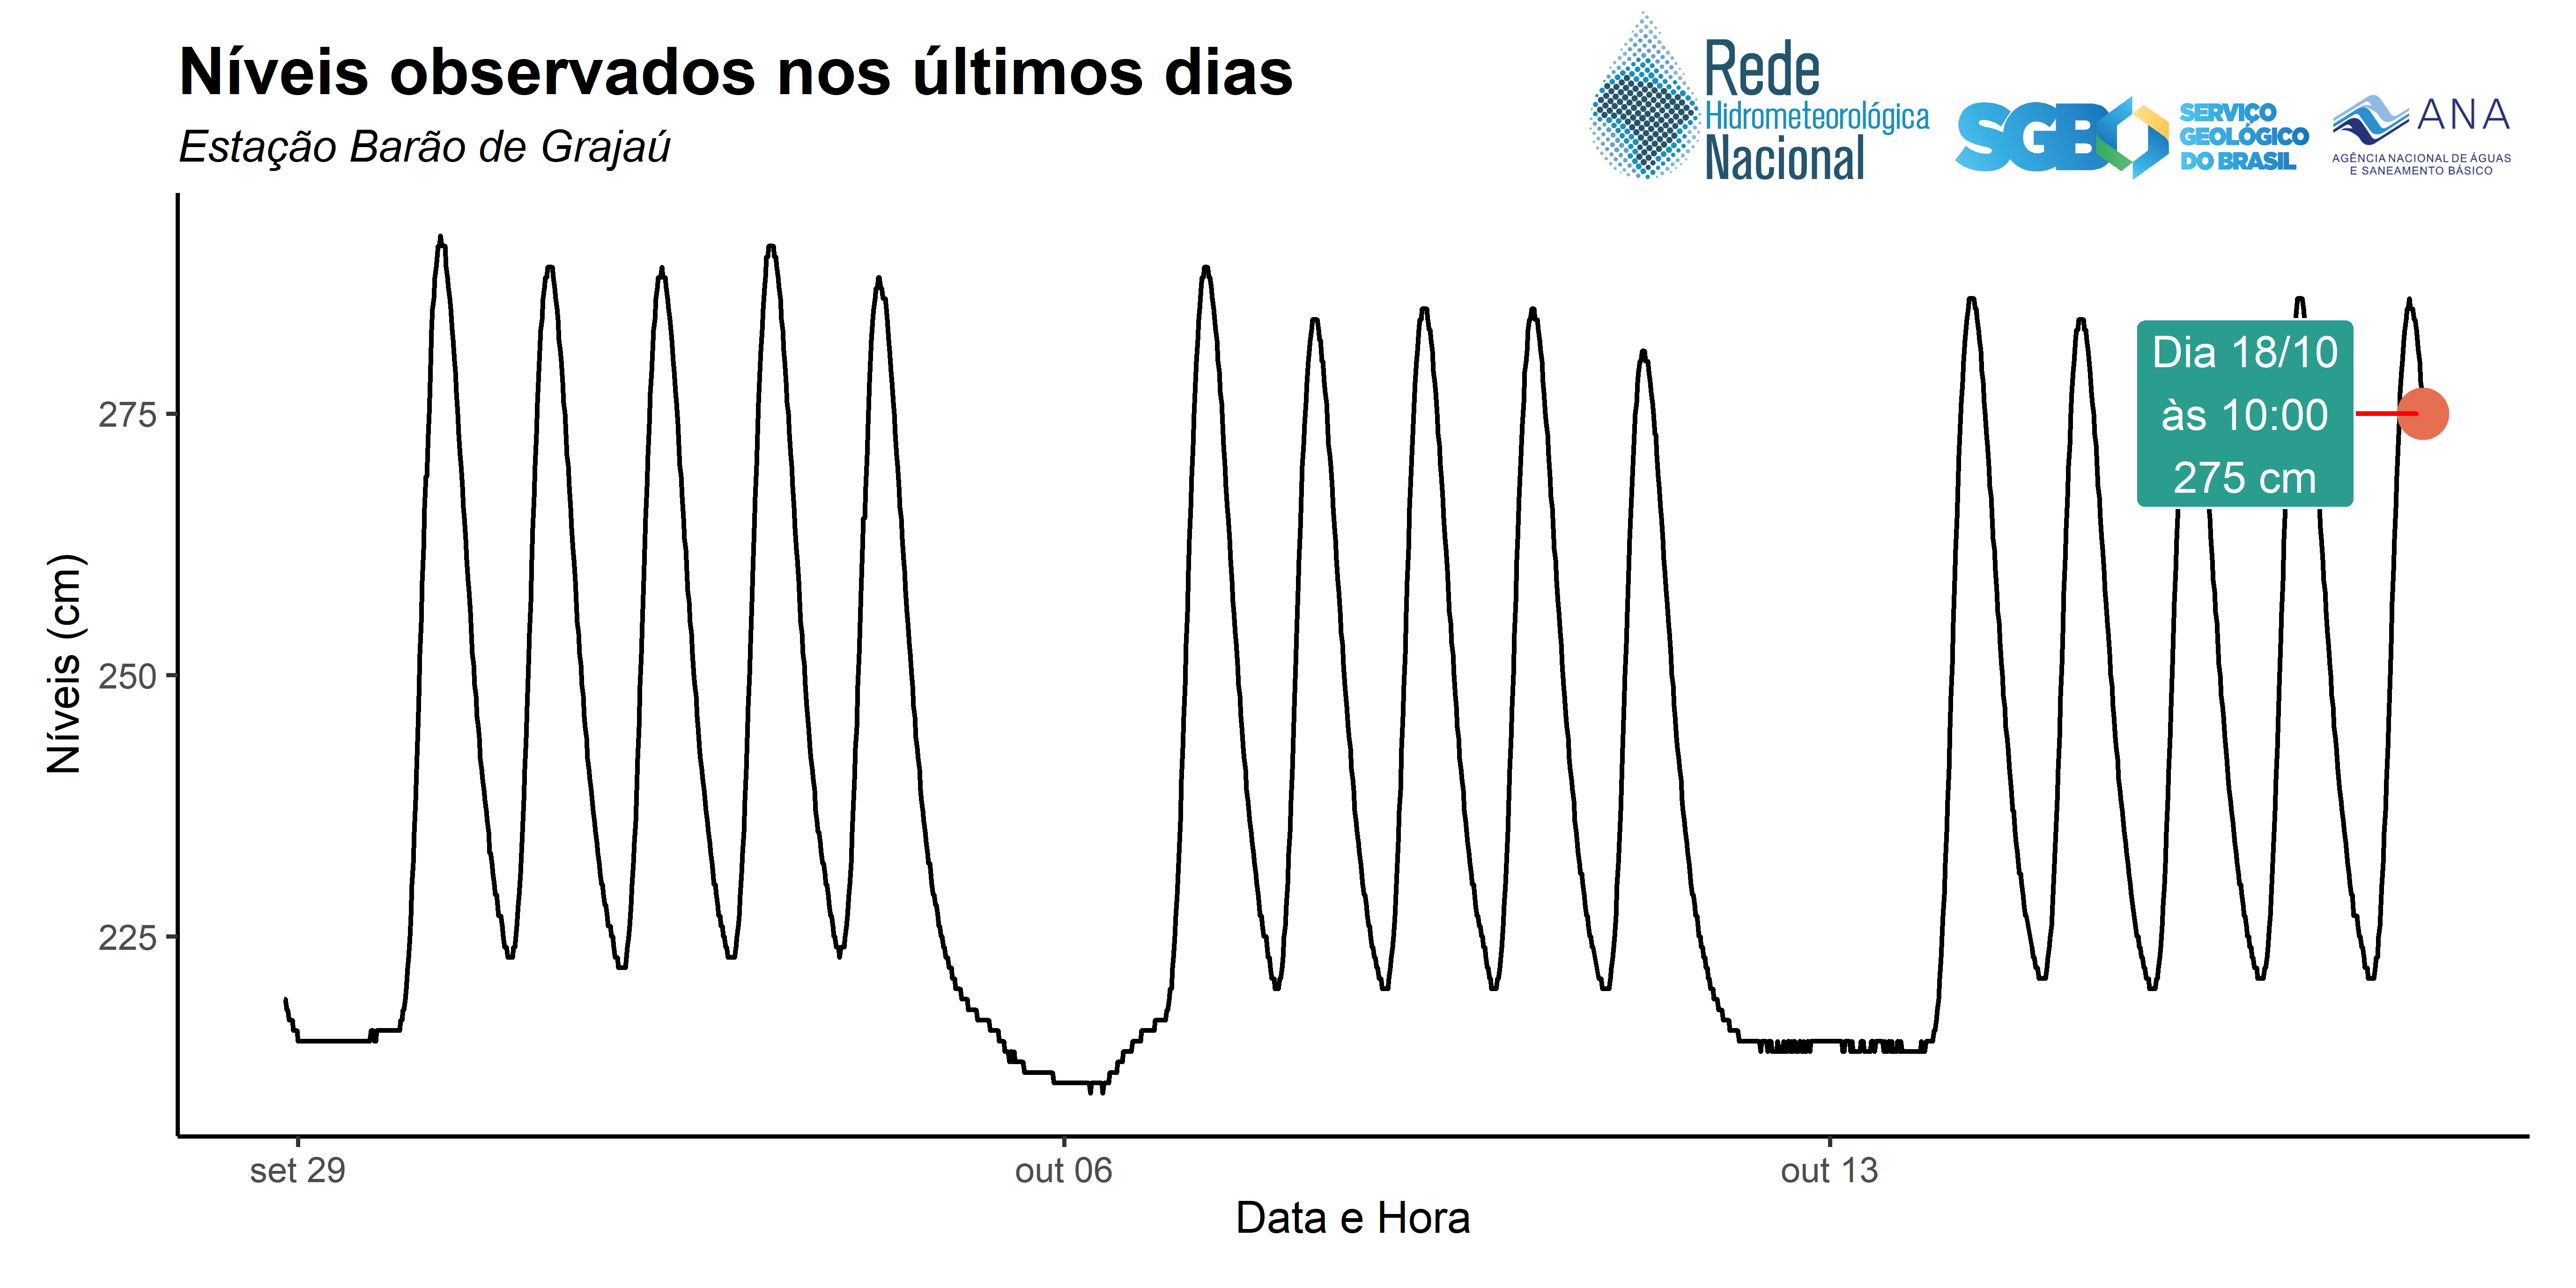 Níveis observados nos últimos dias
Estação Barão de Grajaú
Rede
Hidrometeorológica
Nacional
SGB
SERVIÇO
GEOLÓGICO
DO BRASIL
ANA
AGÊNCIA NACIONAL DE ÁGUAS
E SANEAMENTO BÁSICO
Níveis (cm)
275
250
225
Dia 18/10
às 10:00
275 cm
set 29
out 06
out 13
Data e Hora